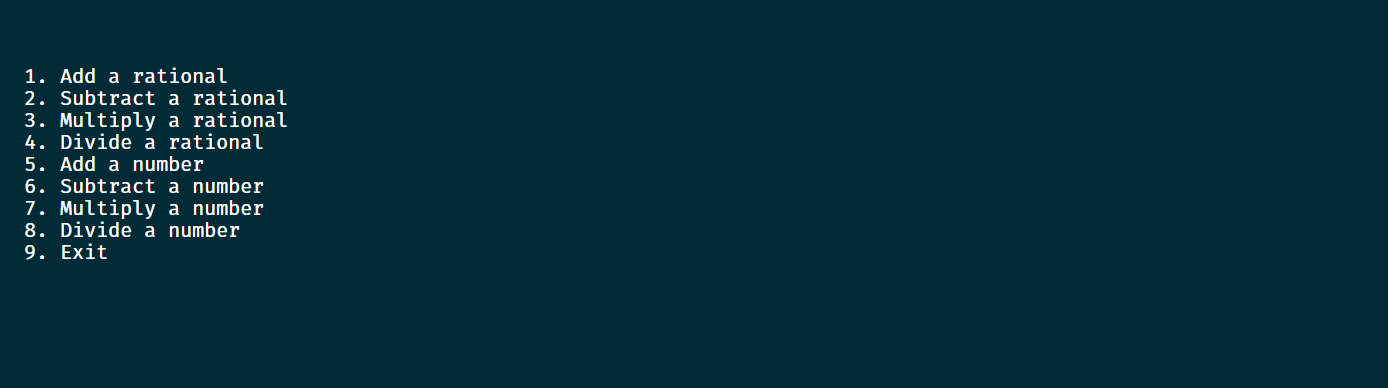 1. Add a rational
2. Subtract a rational
3. Multiply a rational
4. Divide a rational
5. Add a number
6. Subtract a number
7. Multiply a number
8. Divide a number
9. Exit